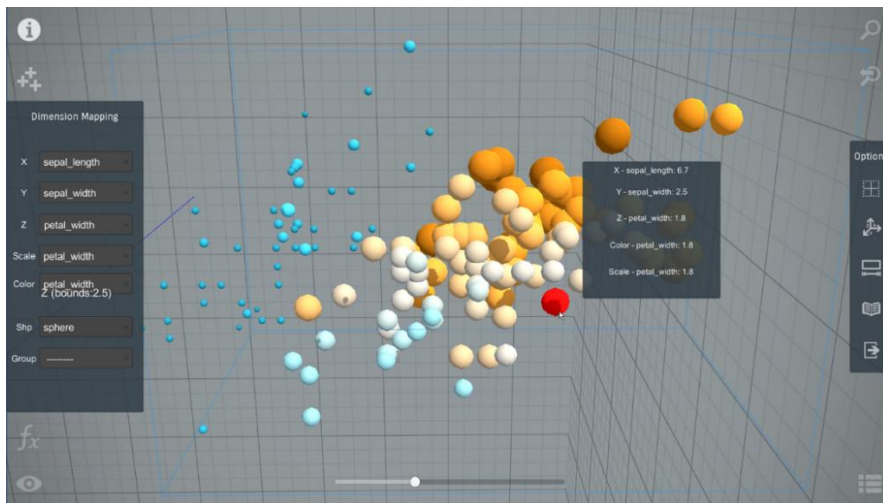 Dimension Mapping
X sepal_length
Y sepal_width
Z petal_width
Scale petal_width
Color petal_width
Z (bounds:2.5)
Shp sphere
Group --------
fx
X - sepal_length: 6.7
Y - sepal_width: 2.5
Z - petal_width: 1.8
Color - petal_width: 1.8
Scale - petal_width: 1.8
Option